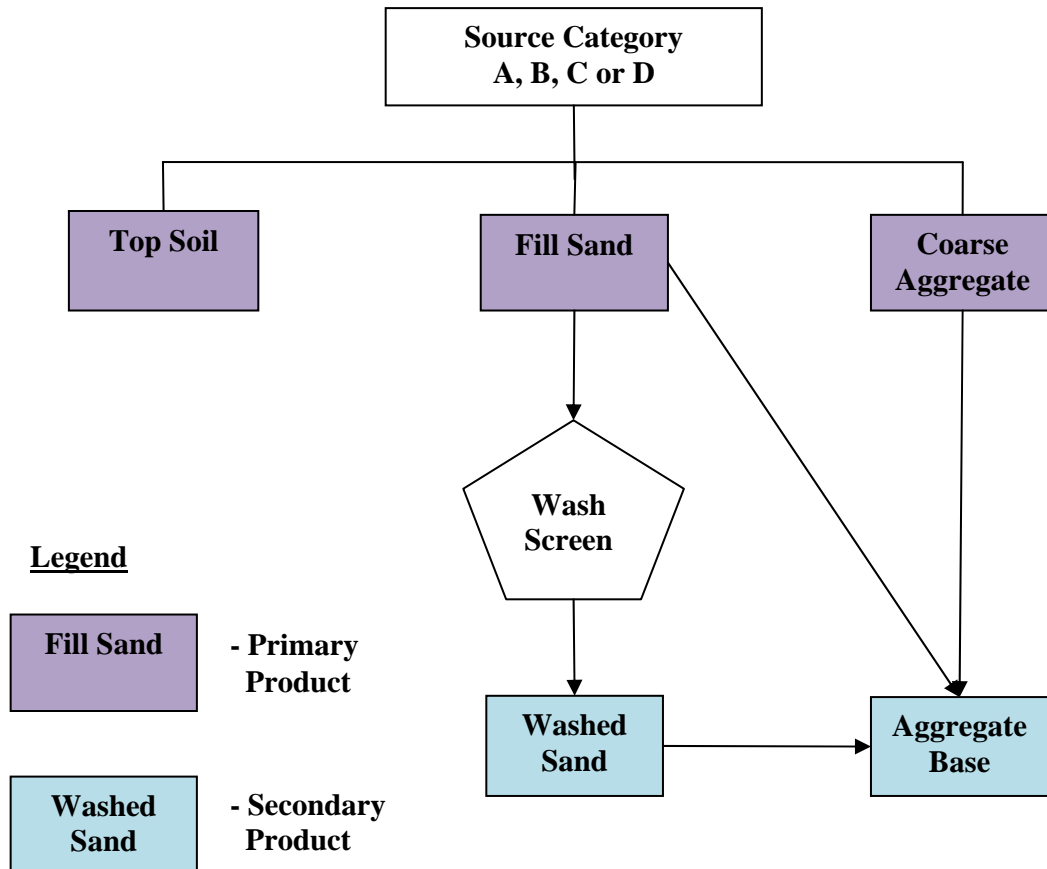 Source Category
A, B, C or D
Top Soil
Fill Sand
Coarse
Aggregate
Wash
Screen
Washed
Sand
Aggregate
Base
Legend
Fill Sand
- Primary
Product
Washed
Sand
- Secondary
Product